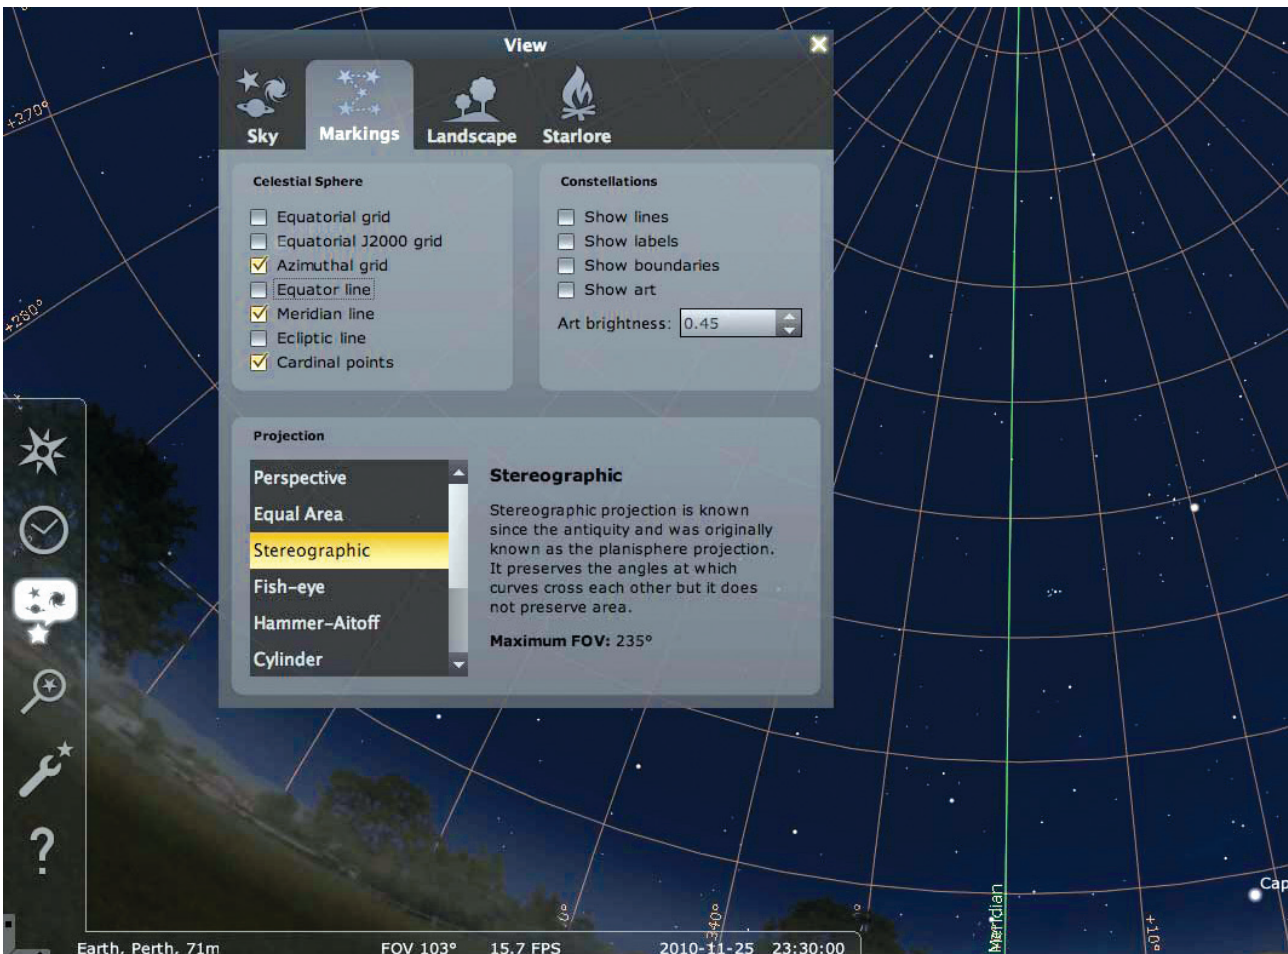 View
Sky
Markings
Landscape
Starlore
Celestial Sphere
Equatorial grid
Equatorial J2000 grid
Azimuthal grid
Equator line
Meridian line
Ecliptic line
Cardinal points
Constellations
Show lines
Show labels
Show boundaries
Show art
Art brightness: 0.45
Projection
Perspective
Equal Area
Stereographic
Fish-eye
Hammer-Aitoff
Cylinder
Stereographic
Stereographic projection is known
since the antiquity and was originally
known as the planisphere projection.
It preserves the angles at which
curves cross each other but it does
not preserve area.
Maximum FOV: 235°
+270°
+280°
340°
Meridian
+10°
Cap
Earth, Perth, 71m
FOV 103°
15.7 FPS
2010-11-25 23:30:00